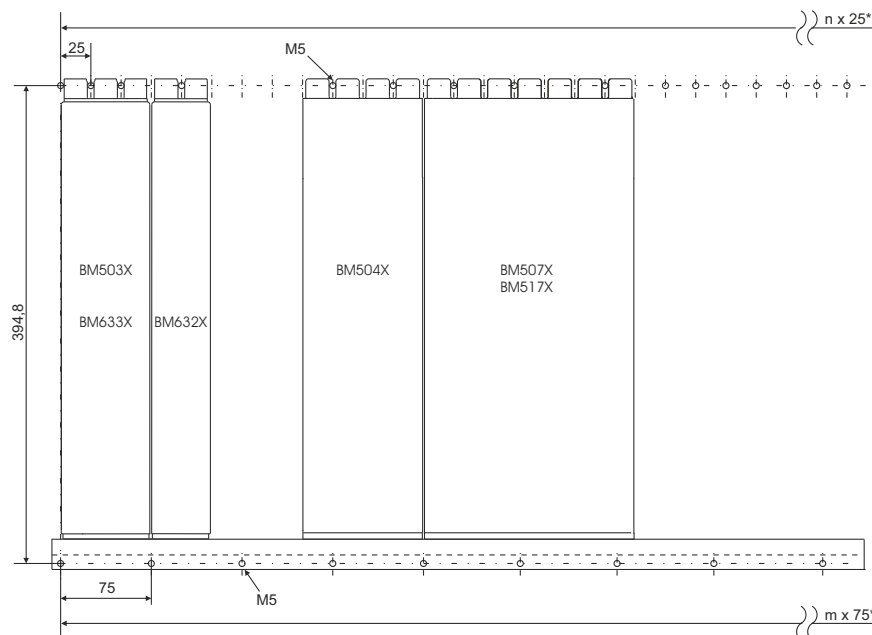 n x 25*
25
M5
BM503X
BM504X
BM507X
BM517X
BM633X
BM632X
394,8
75
M5
m x 75*